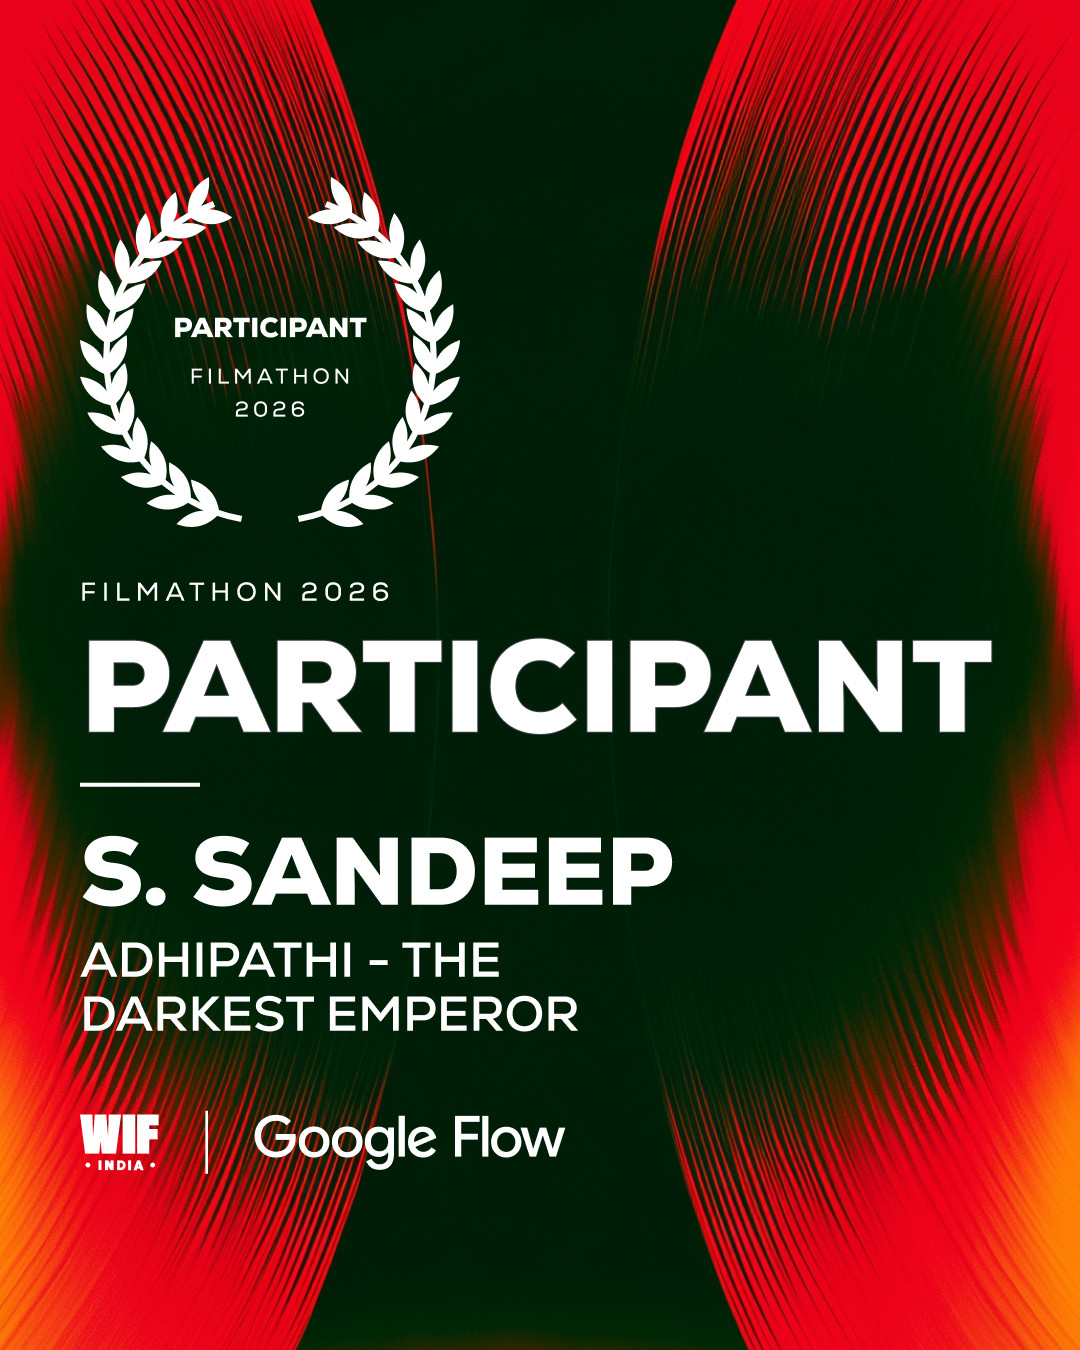 PARTICIPANT
FILMATHON
2026
FILMATHON 2026
PARTICIPANT
S. SANDEEP
ADHIPATHI - THE
DARKEST EMPEROR
WIF
• INDIA •
Google Flow